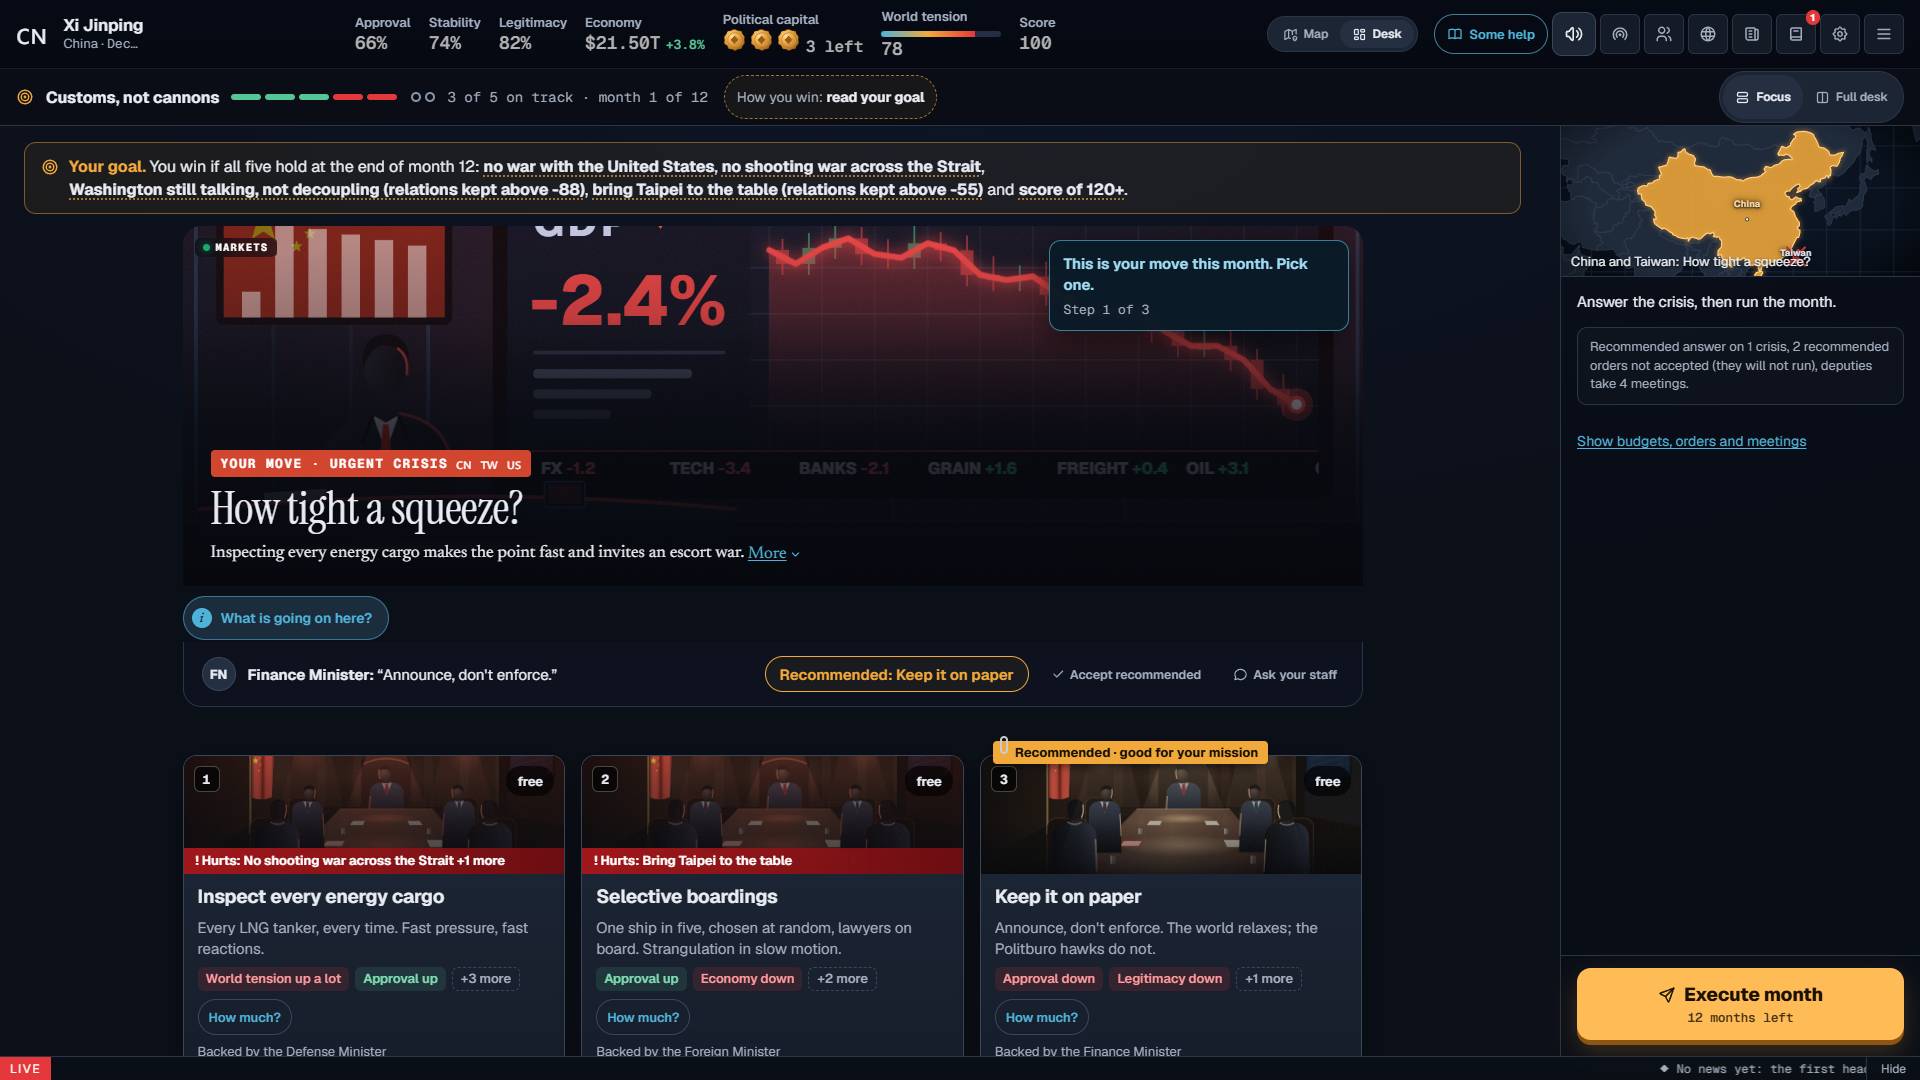 CN
Xi Jinping
China · Dec…
Approval
66%
Stability
74%
Legitimacy
82%
Economy
$21.50T +3.8%
Political capital
3 left
World tension
78
Score
100
Map
Desk
Some help
1
Customs, not cannons
3 of 5 on track · month 1 of 12
How you win: read your goal
Focus
Full desk
Your goal. You win if all five hold at the end of month 12: no war with the United States, no shooting war across the Strait,
Washington still talking, not decoupling (relations kept above -88), bring Taipei to the table (relations kept above -55) and score of 120+.
MARKETS
GDP
-2.4%
This is your move this month. Pick
one.
Step 1 of 3
FX -1.2
TECH -3.4
BANKS -2.1
GRAIN +1.6
FREIGHT +0.4
OIL +3.1
YOUR MOVE · URGENT CRISIS CN TW US
How tight a squeeze?
Inspecting every energy cargo makes the point fast and invites an escort war. More
What is going on here?
FN
Finance Minister: “Announce, don't enforce.”
Recommended: Keep it on paper
Accept recommended
Ask your staff
1
free
! Hurts: No shooting war across the Strait +1 more
Inspect every energy cargo
Every LNG tanker, every time. Fast pressure, fast
reactions.
World tension up a lot
Approval up
+3 more
How much?
Backed by the Defense Minister
2
free
! Hurts: Bring Taipei to the table
Selective boardings
One ship in five, chosen at random, lawyers on
board. Strangulation in slow motion.
Approval up
Economy down
+2 more
How much?
Backed by the Foreign Minister
Recommended · good for your mission
3
free
Keep it on paper
Announce, don't enforce. The world relaxes; the
Politburo hawks do not.
Approval down
Legitimacy down
+1 more
How much?
Backed by the Finance Minister
China
Taiwan
China and Taiwan: How tight a squeeze?
Answer the crisis, then run the month.
Recommended answer on 1 crisis, 2 recommended
orders not accepted (they will not run), deputies
take 4 meetings.
Show budgets, orders and meetings
Execute month
12 months left
LIVE
No news yet: the first hea
Hide